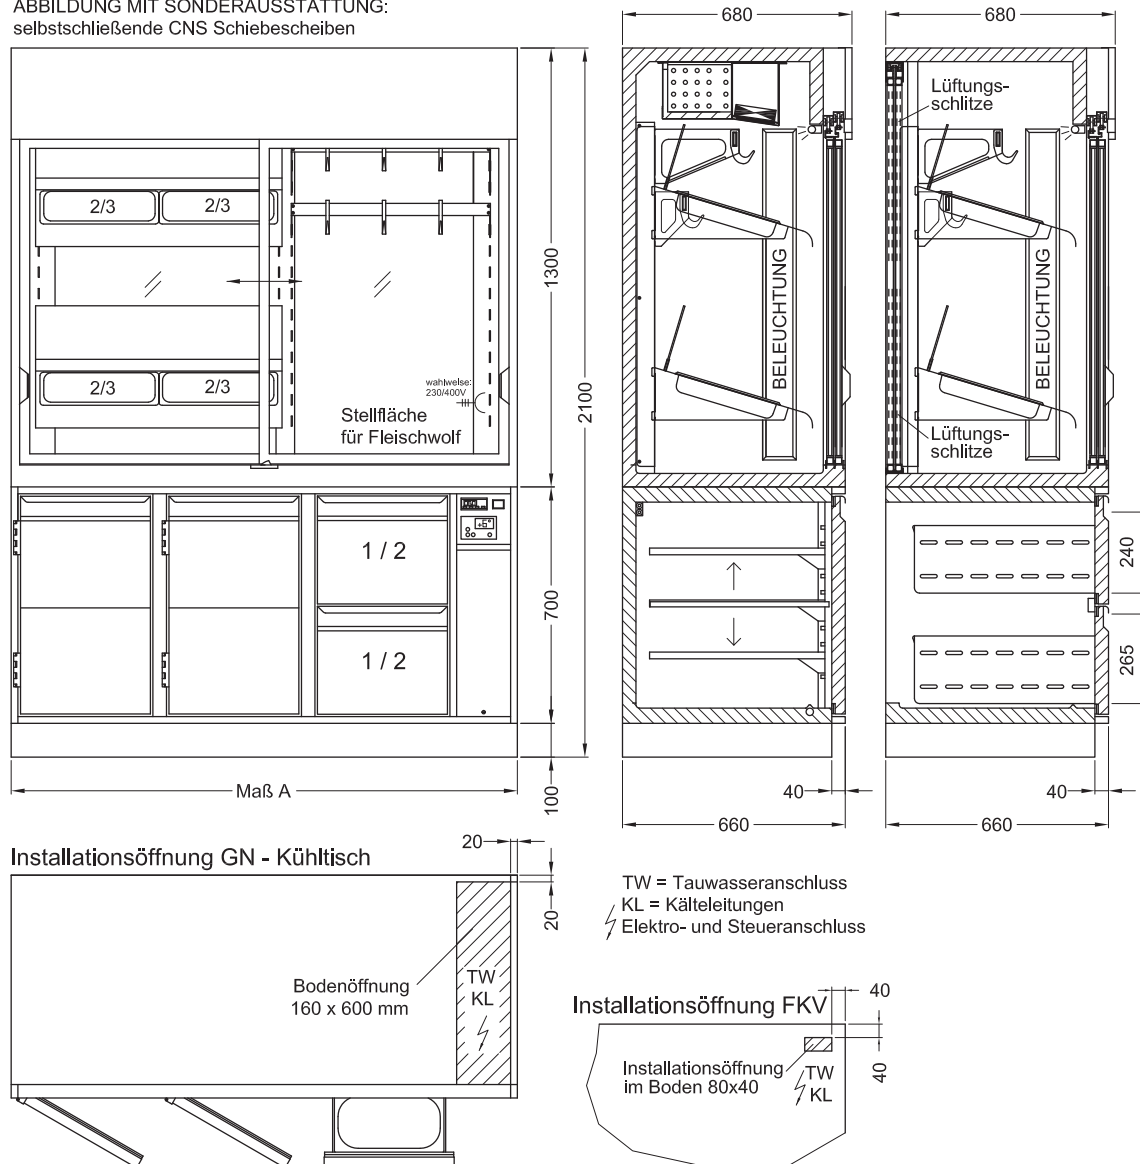 ABBILDUNG MIT SONDERAUSSTATTUNG:
selbstschließende CNS Schiebescheiben
680
680
Lüftungs-
schlitze
2/3
2/3
1300
BELEUCHTUNG
BELEUCHTUNG
2/3
2/3
wahlweise:
230/400V
2100
Stellfläche
für Fleischwolf
Lüftungs-
schlitze
+5°
1 / 2
240
700
1 / 2
265
Maß A
100
40
40
660
660
Installationsöffnung GN - Kühltisch
20
20
TW = Tauwasseranschluss
KL = Kälteleitungen
Elektro- und Steueranschluss
Bodenöffnung
160 x 600 mm
TW
KL
Installationsöffnung FKV
40
40
Installationsöffnung
im Boden 80x40
TW
KL